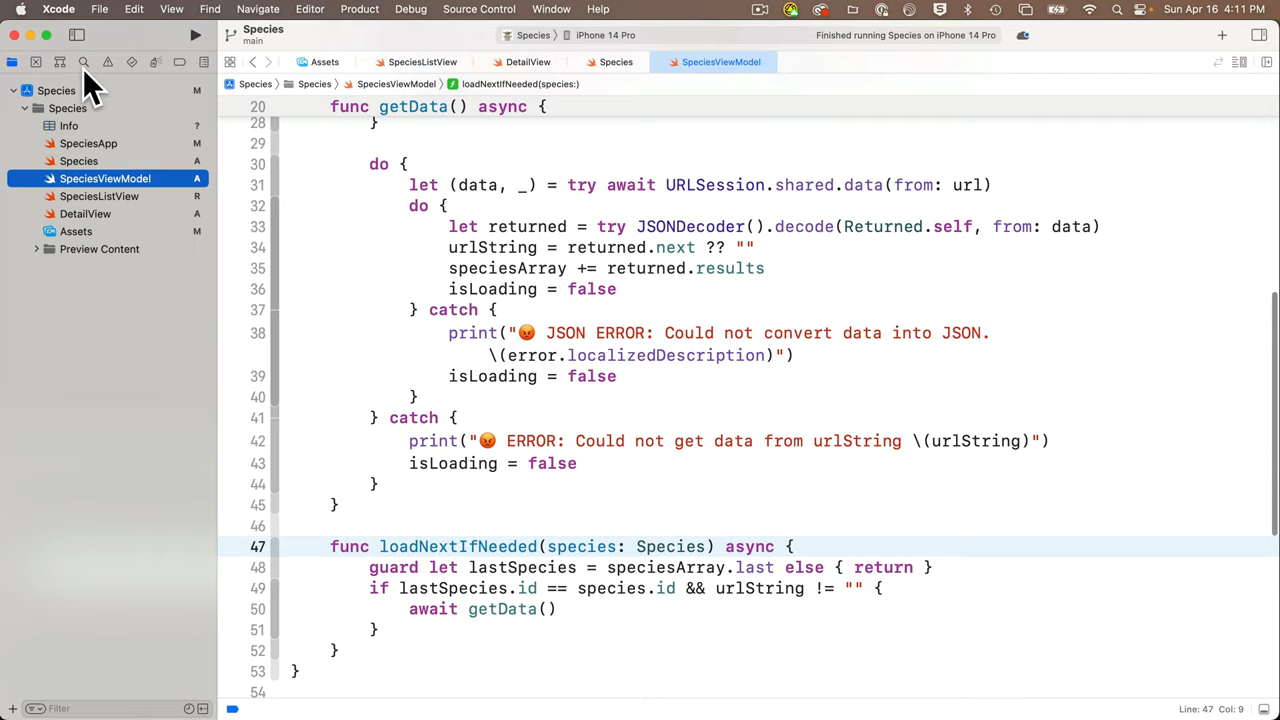 Xcode File Edit View Find Navigate Editor Product Debug Source Control Window Help Sun Apr 16 4:11 PM
Species
main
Species iPhone 14 Pro
Finished running Species on iPhone 14 Pro
Assets SpeciesListView DetailView Species SpeciesViewModel
Species Species SpeciesViewModel loadNextIfNeeded(species:)
Species M
Species
Info ?
SpeciesApp M
Species A
SpeciesViewModel A
SpeciesListView R
DetailView A
Assets M
Preview Content
20 func getData() async {
28 }
29
30 do {
31 let (data, _) = try await URLSession.shared.data(from: url)
32 do {
33 let returned = try JSONDecoder().decode(Returned.self, from: data)
34 urlString = returned.next ?? ""
35 speciesArray += returned.results
36 isLoading = false
37 } catch {
38 print("😡 JSON ERROR: Could not convert data into JSON.
\(error.localizedDescription)")
39 isLoading = false
40 }
41 } catch {
42 print("😡 ERROR: Could not get data from urlString \(urlString)")
43 isLoading = false
44 }
45 }
46
47 func loadNextIfNeeded(species: Species) async {
48 guard let lastSpecies = speciesArray.last else { return }
49 if lastSpecies.id == species.id && urlString != "" {
50 await getData()
51 }
52 }
53 }
54
Filter
Line: 47 Col: 9